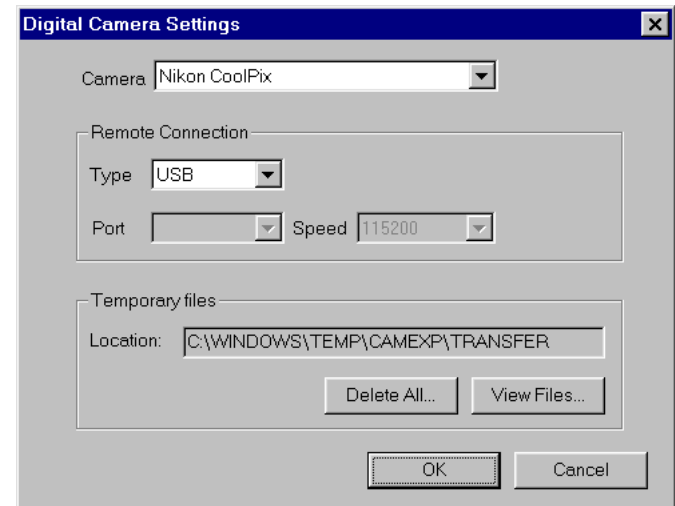 Digital Camera Settings
Camera Nikon CoolPix
Remote Connection
Type USB
Port Speed 115200
Temporary files
Location: C:\WINDOWS\TEMP\CAMEXP\TRANSFER
Delete All... View Files...
OK Cancel